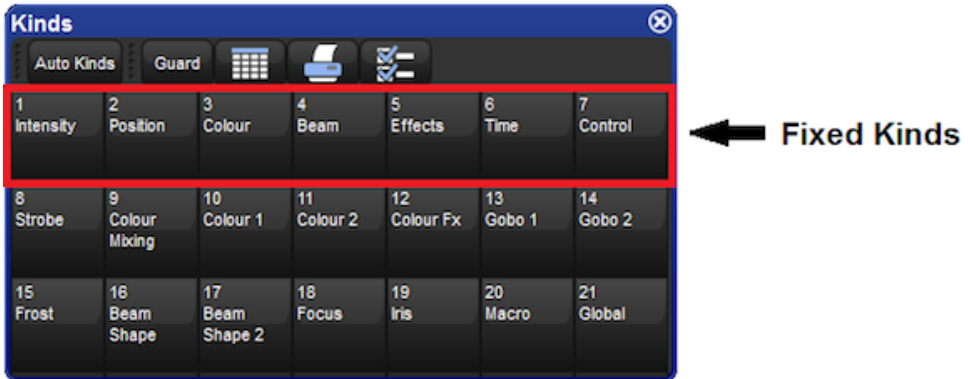 Kinds
Auto Kinds Guard
1 2 3 4 5 6 7
Intensity Position Colour Beam Effects Time Control
Fixed Kinds
8 9 10 11 12 13 14
Strobe Colour Mixing Colour 1 Colour 2 Colour Fx Gobo 1 Gobo 2
15 16 17 18 19 20 21
Frost Beam Shape Beam Shape 2 Focus Iris Macro Global